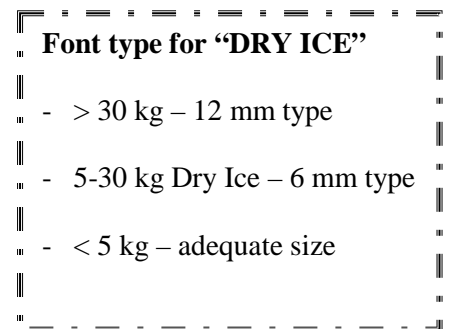 Font type for “DRY ICE”
- > 30 kg – 12 mm type
- 5-30 kg Dry Ice – 6 mm type
- < 5 kg – adequate size